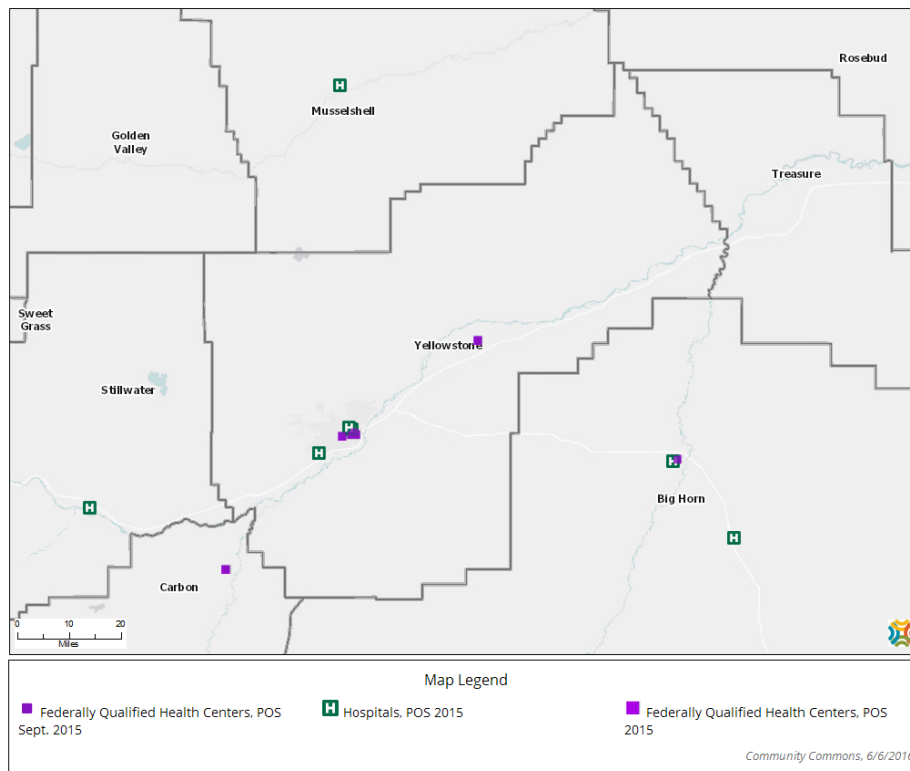 Rosebud
H
Musselshell
Golden
Valley
Treasure
Sweet
Grass
Yellowstone
Stillwater
H
H
H
Big Horn
H
H
Carbon
0 10 20
Miles
Map Legend
Federally Qualified Health Centers, POS
Sept. 2015
H Hospitals, POS 2015
Federally Qualified Health Centers, POS
2015
Community Commons, 6/6/2016